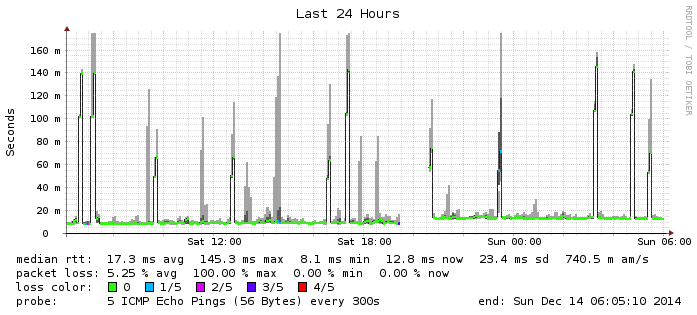 Last 24 Hours
RRDTOOL / TOBI OETIKER
Seconds
160 m
140 m
120 m
100 m
80 m
60 m
40 m
20 m
0
Sat 12:00 Sat 18:00 Sun 00:00 Sun 06:00
median rtt: 17.3 ms avg 145.3 ms max 8.1 ms min 12.8 ms now 23.4 ms sd 740.5 m am/s
packet loss: 5.25 % avg 100.00 % max 0.00 % min 0.00 % now
loss color: 0 1/5 2/5 3/5 4/5
probe: 5 ICMP Echo Pings (56 Bytes) every 300s end: Sun Dec 14 06:05:10 2014